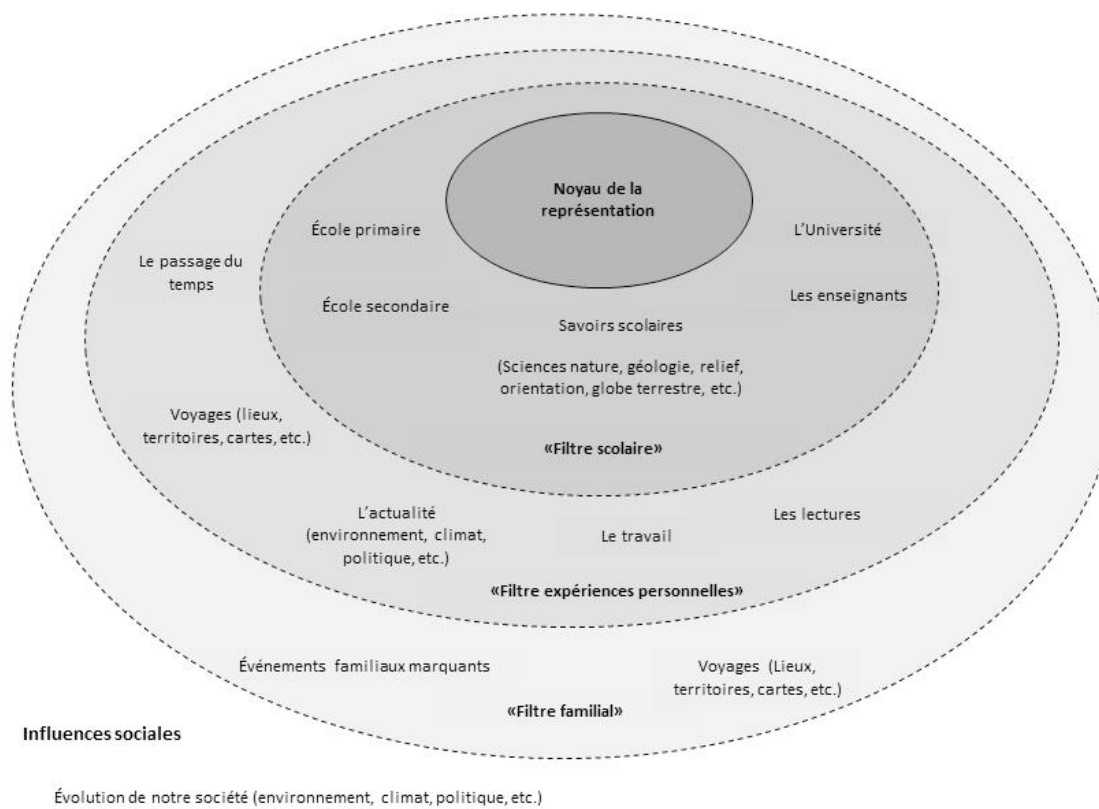 Noyau de la
représentation
École primaire
L’Université
Le passage du
temps
Les enseignants
École secondaire
Savoirs scolaires
(Sciences nature, géologie, relief,
orientation, globe terrestre, etc.)
Voyages (lieux,
territoires, cartes, etc.)
«Filtre scolaire»
L’actualité
(environnement, climat,
politique, etc.)
Le travail
Les lectures
«Filtre expériences personnelles»
Événements familiaux marquants
Voyages (Lieux,
territoires, cartes, etc.)
«Filtre familial»
Influences sociales
Évolution de notre société (environnement, climat, politique, etc.)